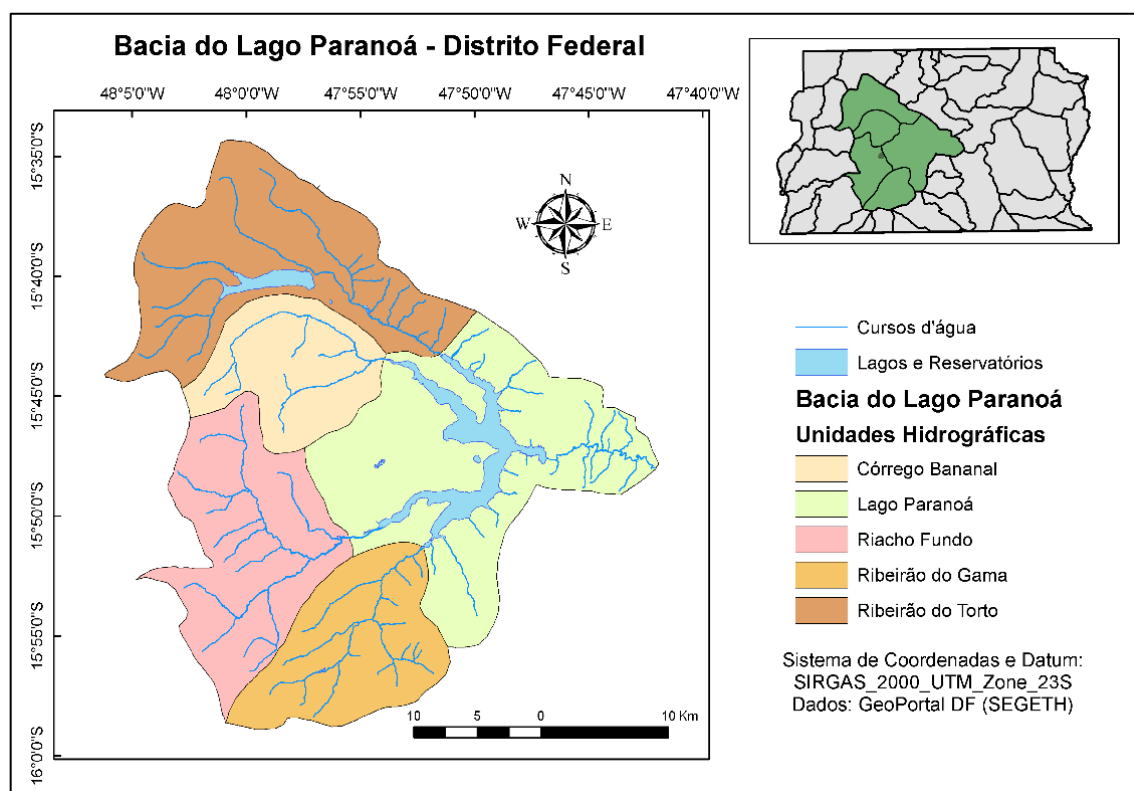 Bacia do Lago Paranoá - Distrito Federal
48°5'0"W 48°0'0"W 47°55'0"W 47°50'0"W 47°45'0"W 47°40'0"W
15°35'0"S
15°40'0"S
15°45'0"S
15°50'0"S
15°55'0"S
16°0'0"S
N
W E
S
10 5 0 10 Km
Cursos d'água
Lagos e Reservatórios
Bacia do Lago Paranoá
Unidades Hidrográficas
Córrego Bananal
Lago Paranoá
Riacho Fundo
Ribeirão do Gama
Ribeirão do Torto
Sistema de Coordenadas e Datum:
SIRGAS_2000_UTM_Zone_23S
Dados: GeoPortal DF (SEGETH)